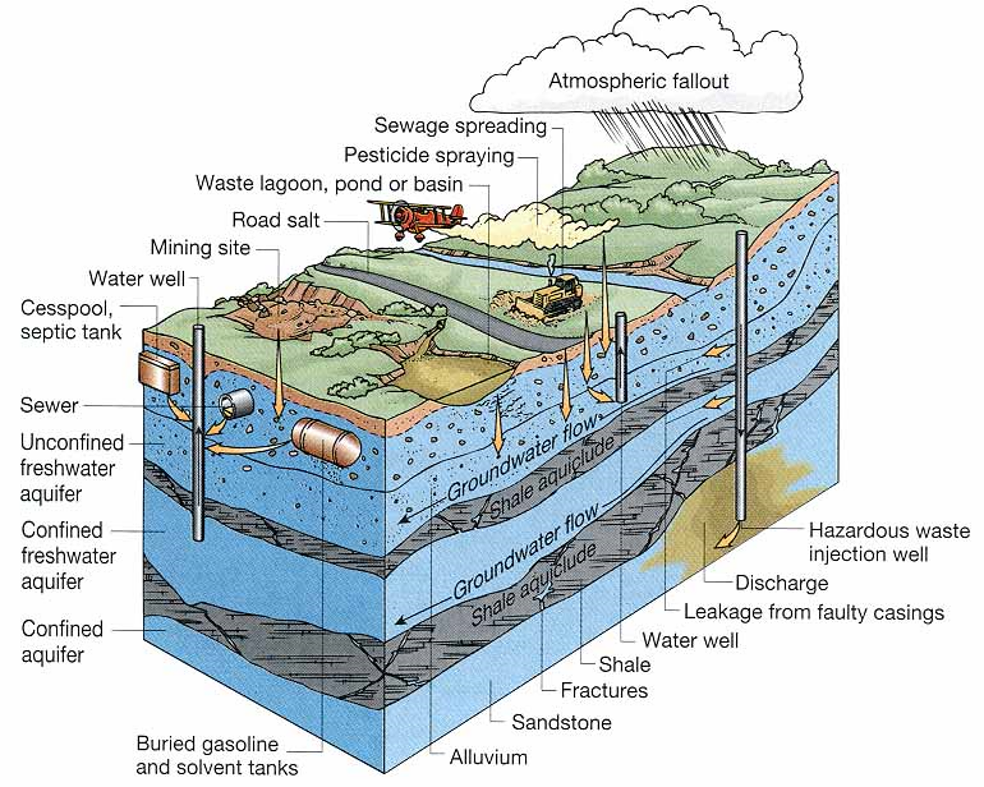 Atmospheric fallout
Sewage spreading
Pesticide spraying
Waste lagoon, pond or basin
Road salt
Mining site
Water well
Cesspool,
septic tank
Sewer
Unconfined
freshwater
aquifer
Confined
freshwater
aquifer
Confined
aquifer
Groundwater flow
Shale aquiclude
Groundwater flow
Shale aquiclude
Hazardous waste
injection well
Discharge
Leakage from faulty casings
Water well
Shale
Fractures
Sandstone
Alluvium
Buried gasoline
and solvent tanks